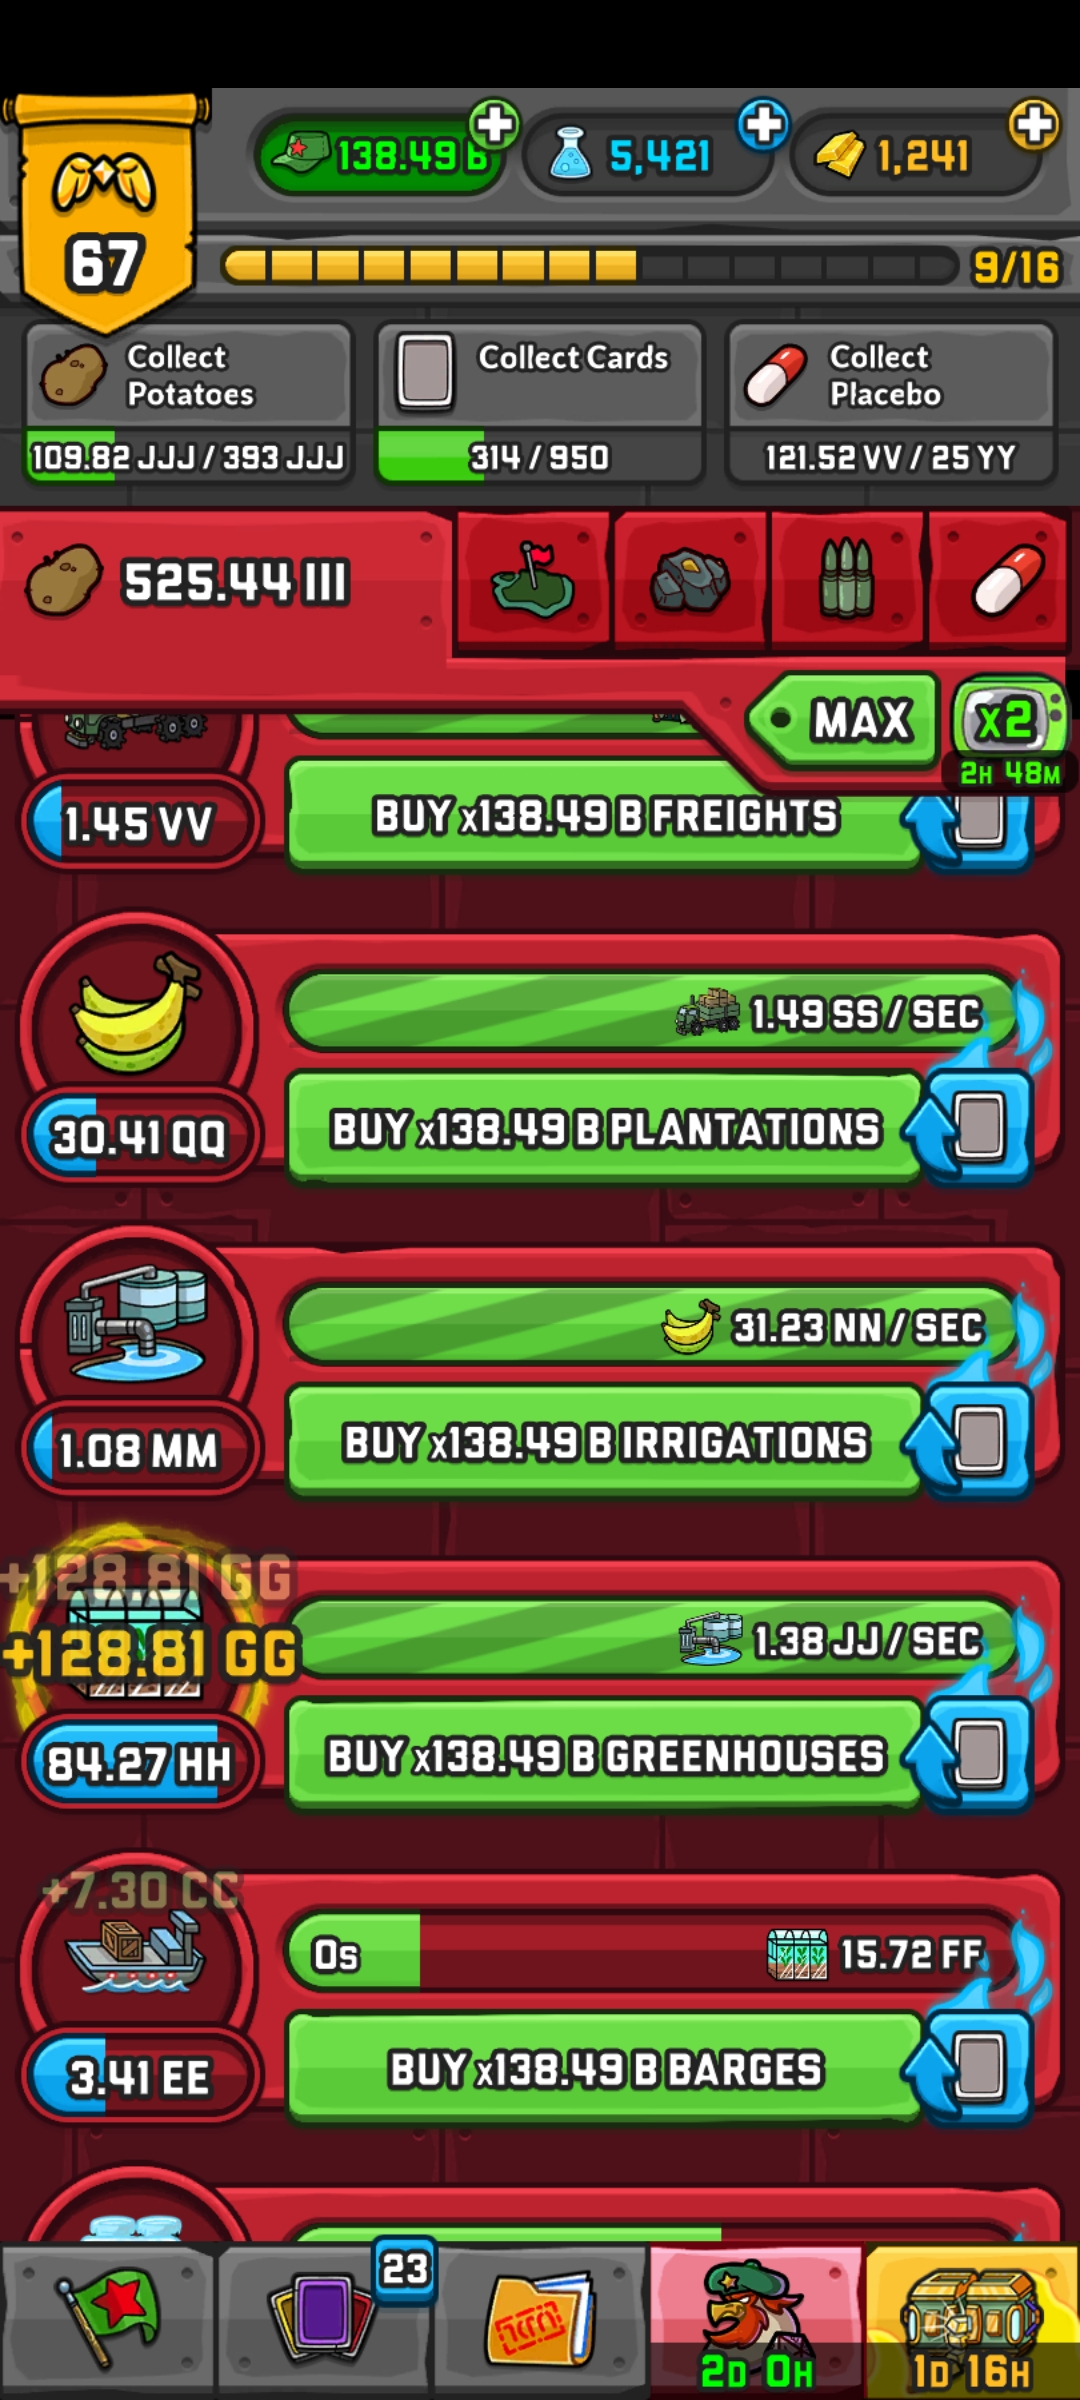 138.49 B
5,421
1,241
67
9/16
Collect
Potatoes
109.82 JJJ / 393 JJJ
Collect Cards
314 / 950
Collect
Placebo
121.52 VV / 25 YY
525.44 III
MAX
x2
2H 48M
1.45 VV
BUY x138.49 B FREIGHTS
1.49 SS / SEC
30.41 QQ
BUY x138.49 B PLANTATIONS
31.23 NN / SEC
1.08 MM
BUY x138.49 B IRRIGATIONS
+128.81 GG
+128.81 GG
1.38 JJ / SEC
84.27 HH
BUY x138.49 B GREENHOUSES
+7.30 CC
0s
15.72 FF
3.41 EE
BUY x138.49 B BARGES
23
2D 0H
1D 16H